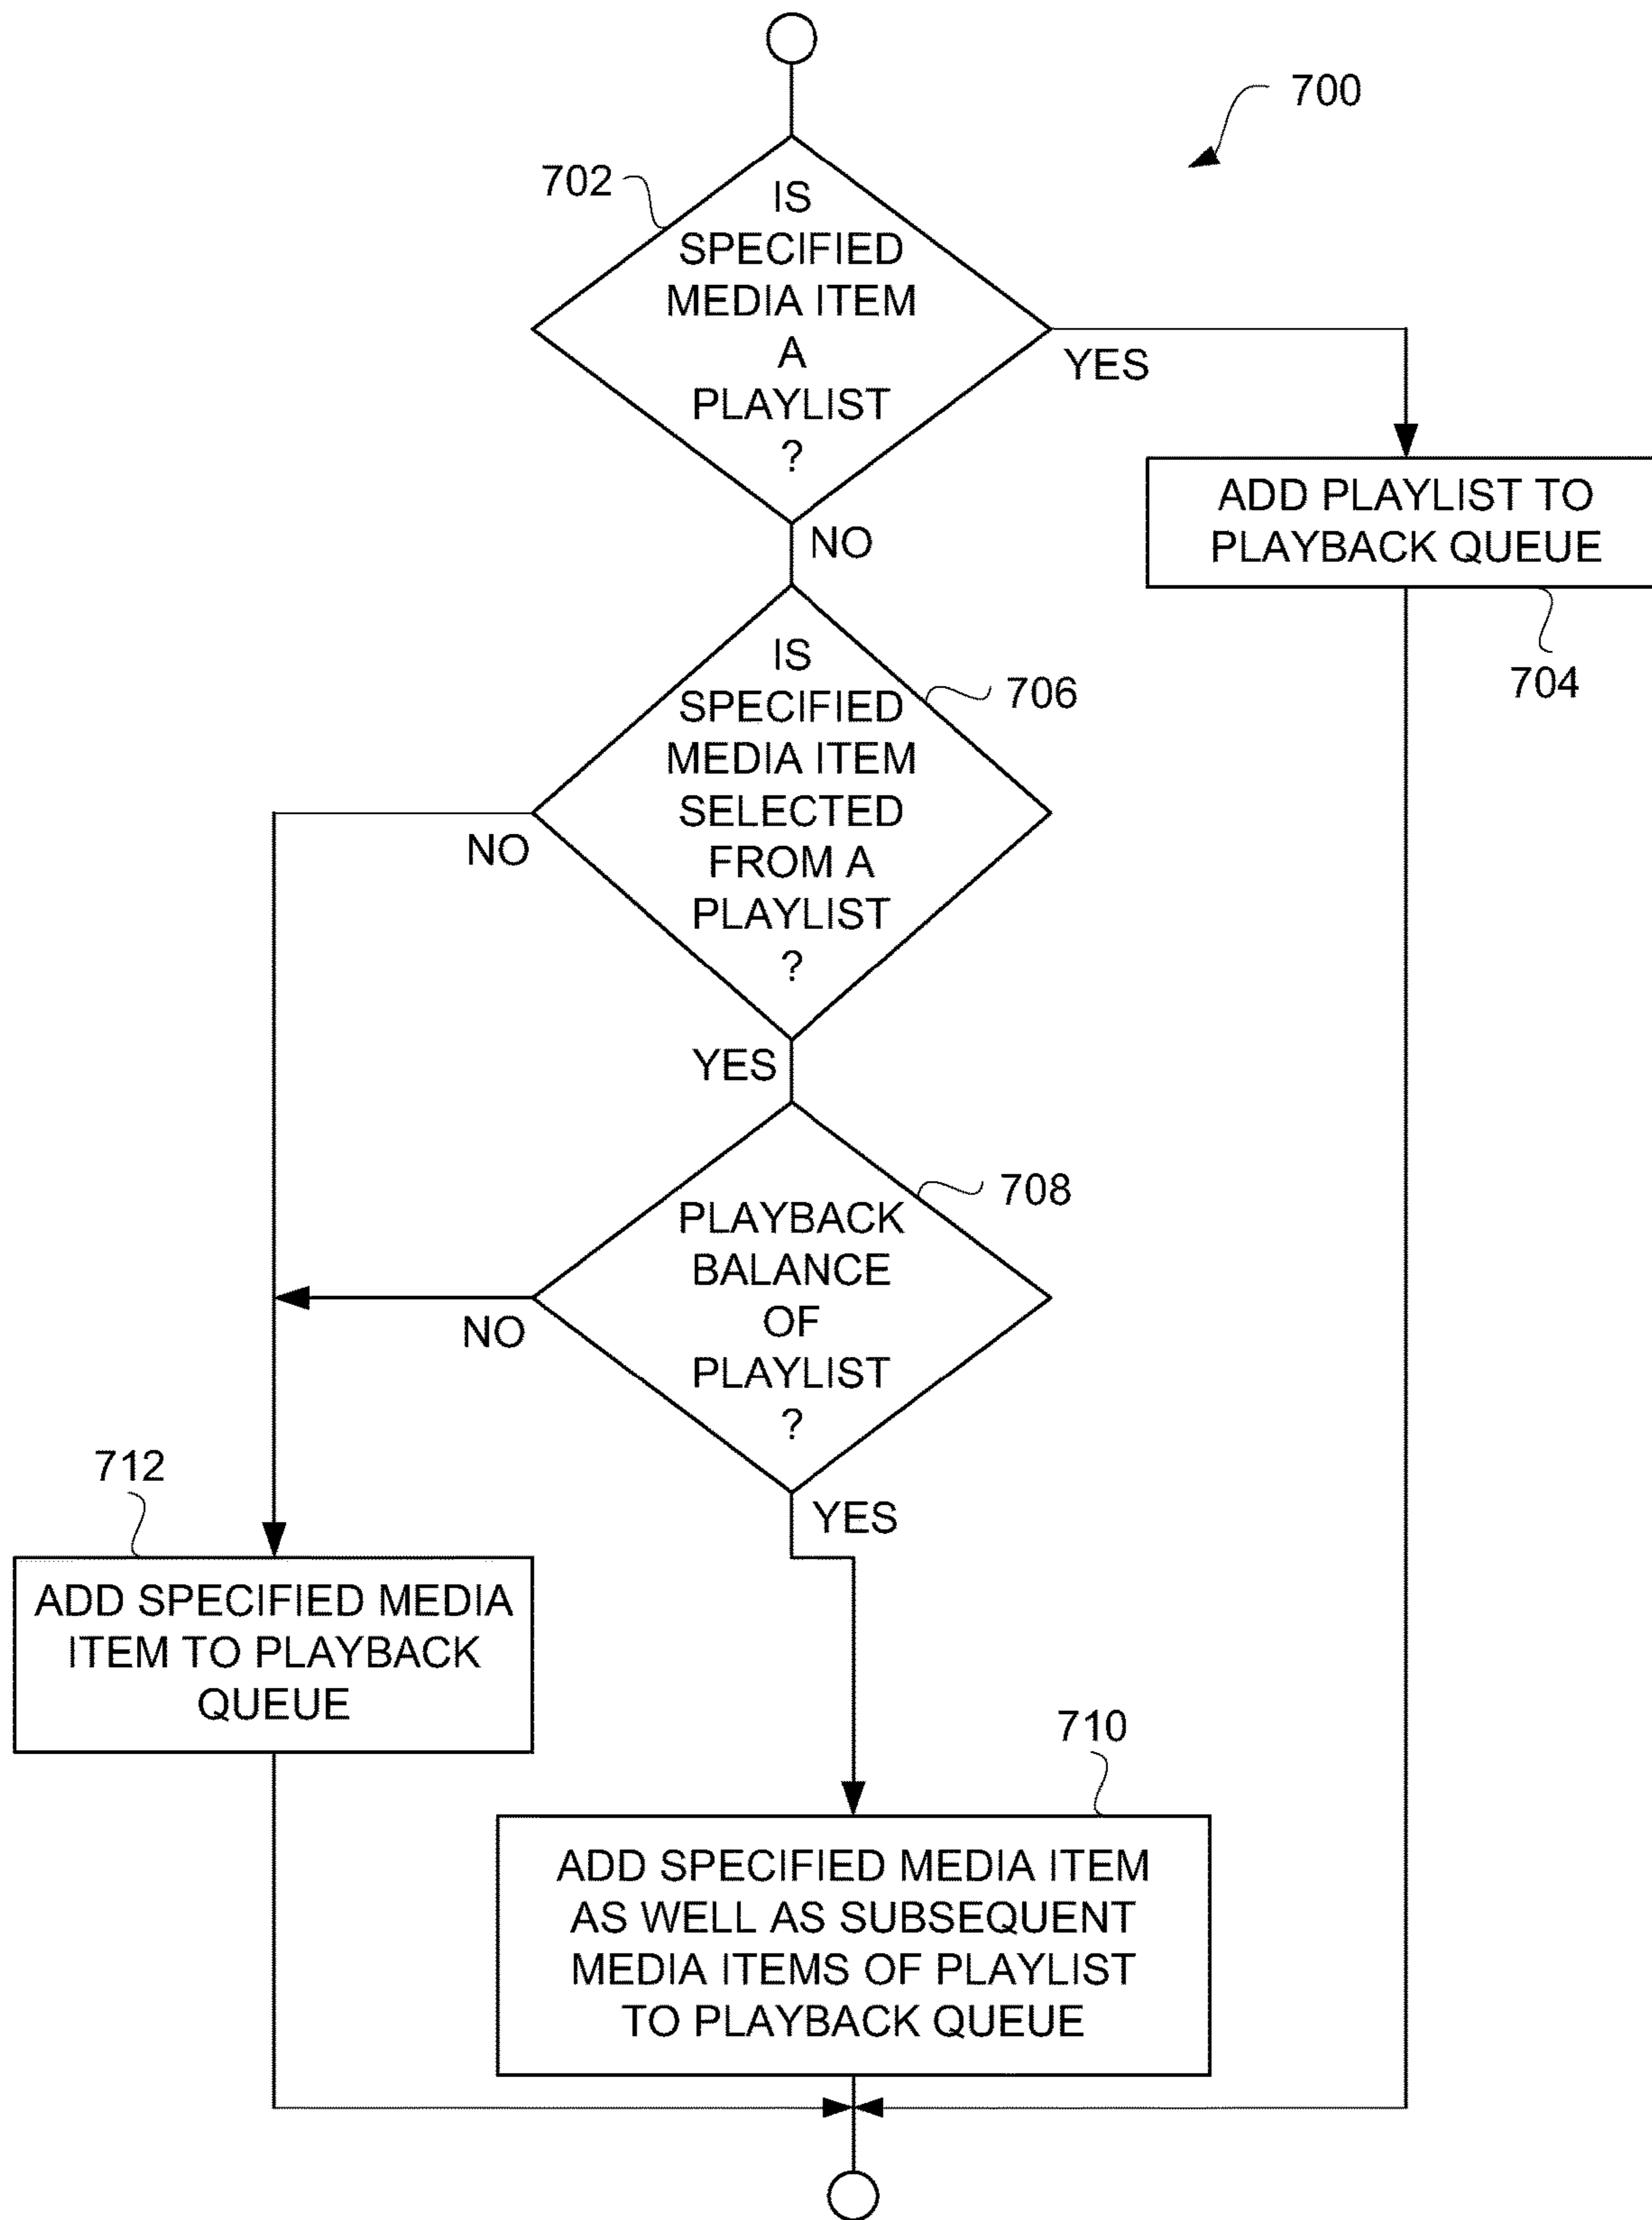 700
702
IS
SPECIFIED
MEDIA ITEM
A
PLAYLIST
?
YES
NO
ADD PLAYLIST TO
PLAYBACK QUEUE
704
IS
SPECIFIED
MEDIA ITEM
SELECTED
FROM A
PLAYLIST
?
706
NO
YES
PLAYBACK
BALANCE
OF
PLAYLIST
?
708
NO
YES
712
ADD SPECIFIED MEDIA
ITEM TO PLAYBACK
QUEUE
710
ADD SPECIFIED MEDIA ITEM
AS WELL AS SUBSEQUENT
MEDIA ITEMS OF PLAYLIST
TO PLAYBACK QUEUE